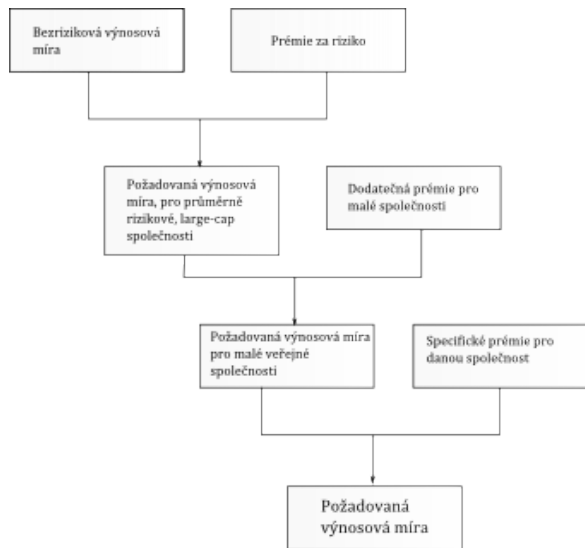 Bezriziková výnosová
míra
Prémie za riziko
Požadovaná výnosová
míra, pro průměrně
rizikové, large-cap
společnosti
Dodatečná prémie pro
malé společnosti
Požadovaná výnosová míra
pro malé veřejné
společnosti
Specifické prémie pro
danou společnost
Požadovaná
výnosová míra